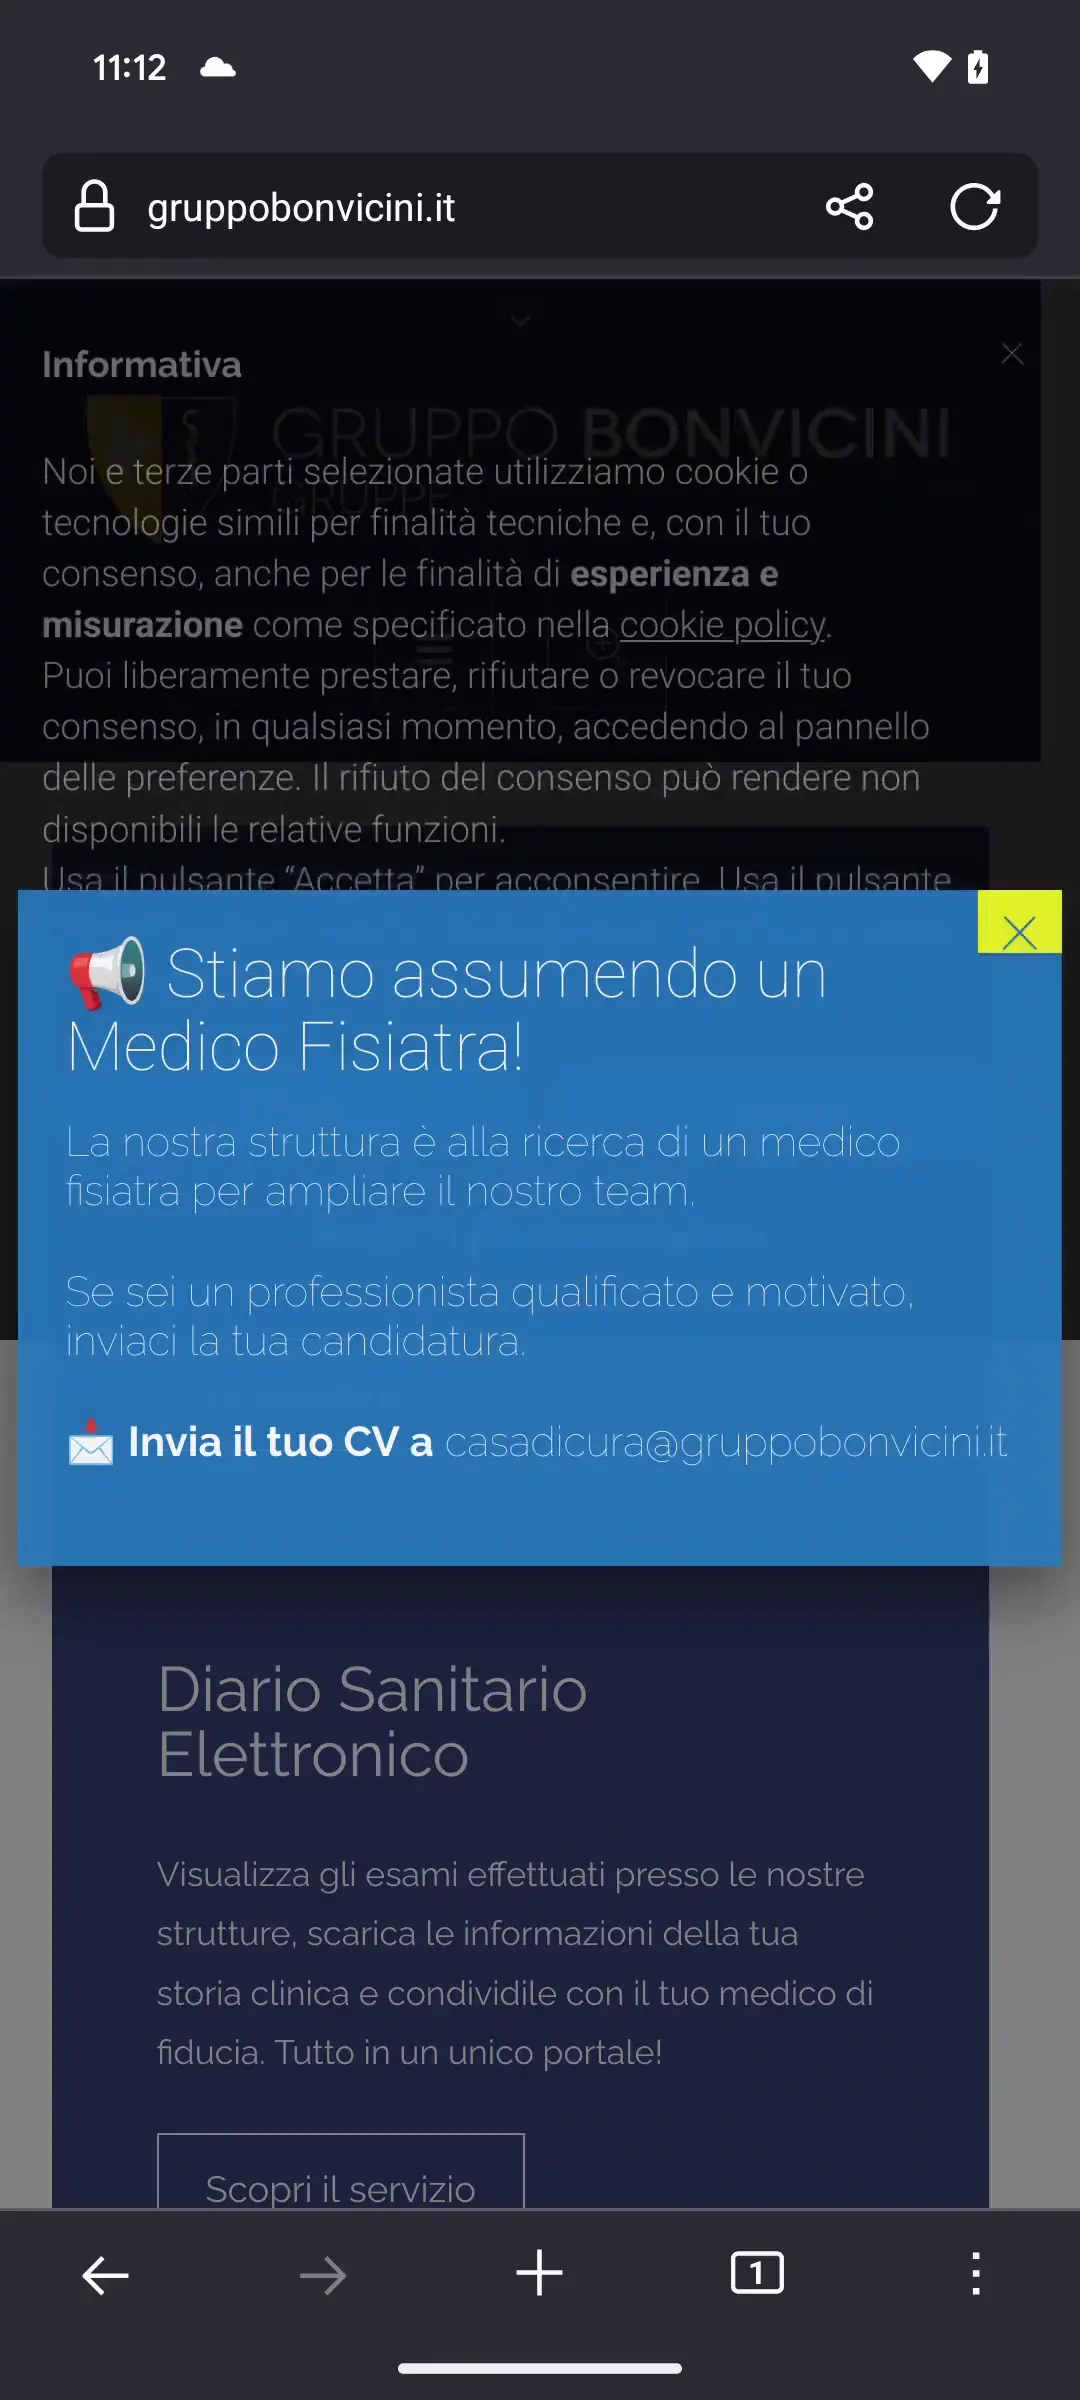 11:12
gruppobonvicini.it
Informativa
GRUPPO BONVICINI
GRUPPE
Noi e terze parti selezionate utilizziamo cookie o
tecnologie simili per finalità tecniche e, con il tuo
consenso, anche per le finalità di esperienza e
misurazione come specificato nella cookie policy.
Puoi liberamente prestare, rifiutare o revocare il tuo
consenso, in qualsiasi momento, accedendo al pannello
delle preferenze. Il rifiuto del consenso può rendere non
disponibili le relative funzioni.
Usa il pulsante “Accetta” per acconsentire. Usa il pulsante
📢 Stiamo assumendo un
Medico Fisiatra!
La nostra struttura è alla ricerca di un medico
fisiatra per ampliare il nostro team.
Se sei un professionista qualificato e motivato,
inviaci la tua candidatura.
📩 Invia il tuo CV a casadicura@gruppobonvicini.it
Diario Sanitario
Elettronico
Visualizza gli esami effettuati presso le nostre
strutture, scarica le informazioni della tua
storia clinica e condividile con il tuo medico di
fiducia. Tutto in un unico portale!
Scopri il servizio
1